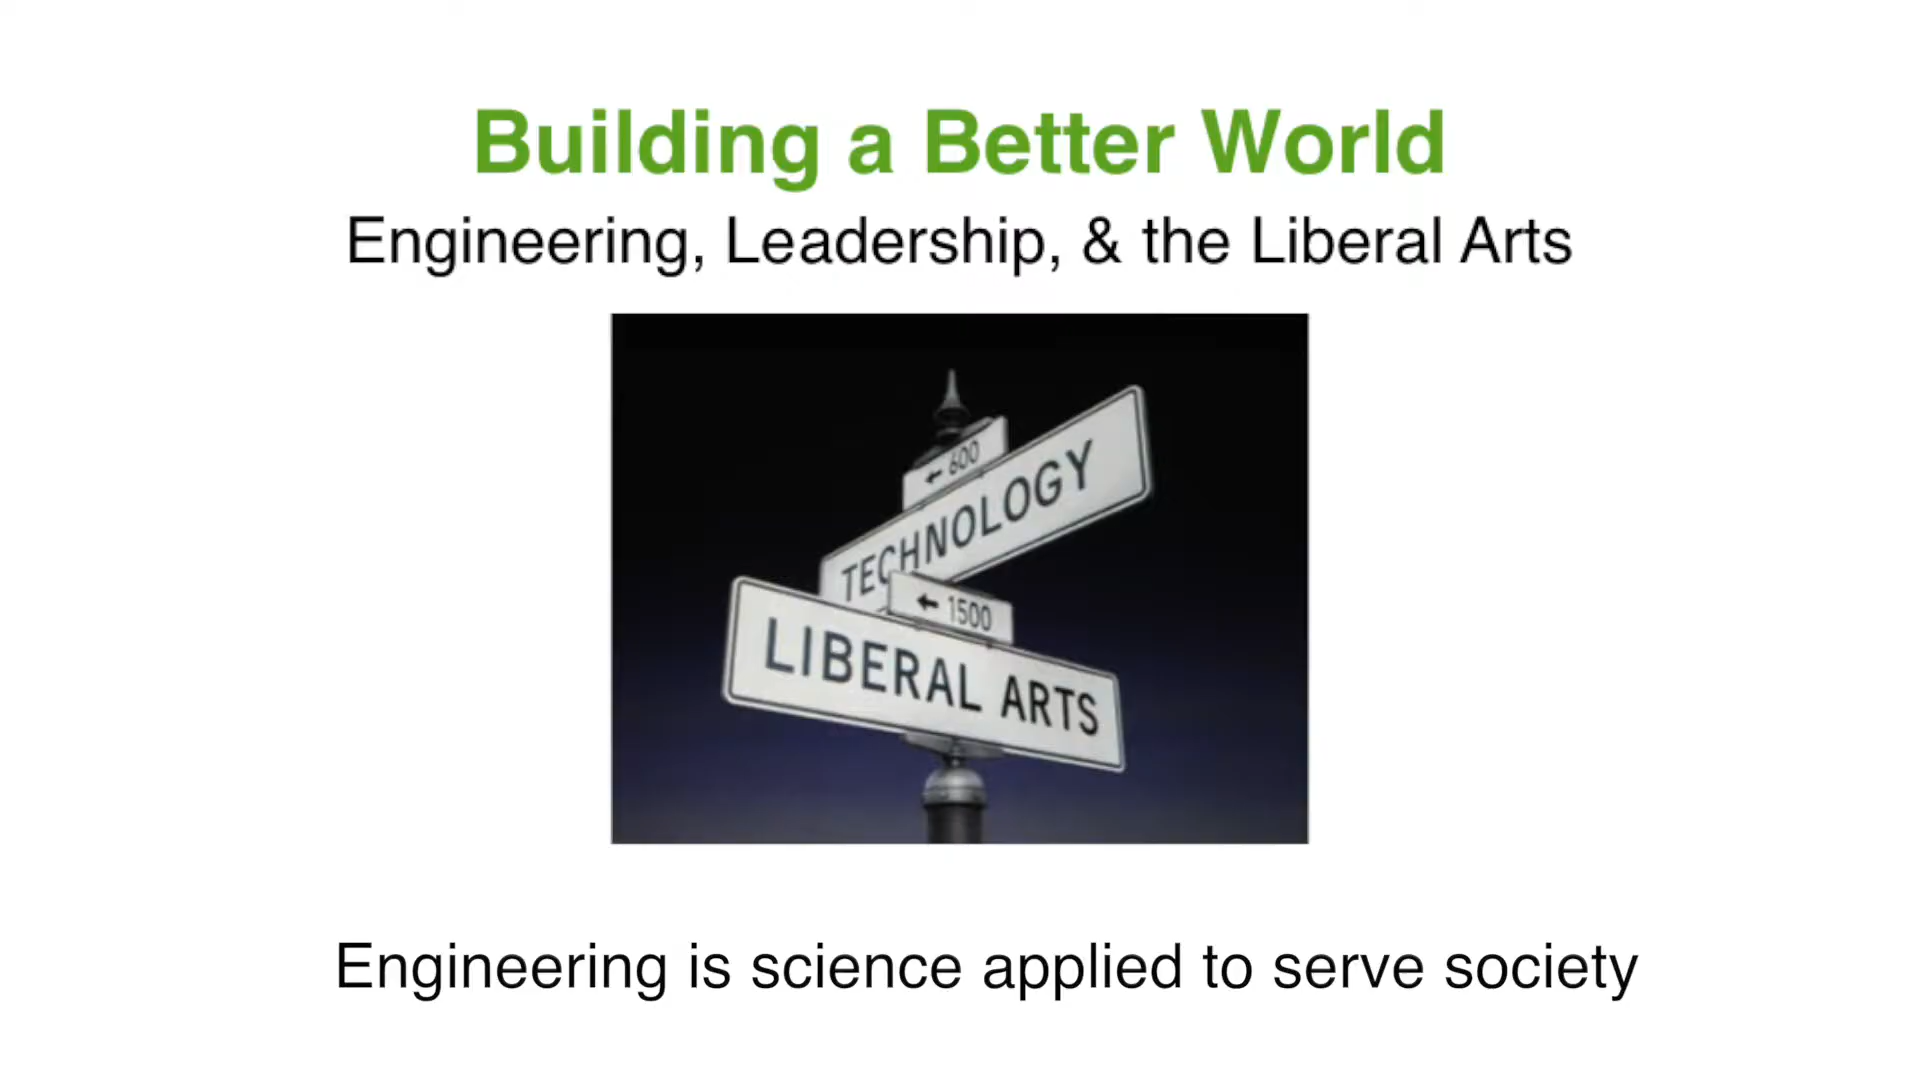 Building a Better World
Engineering, Leadership, & the Liberal Arts
← 600
TECHNOLOGY
← 1500
LIBERAL ARTS
Engineering is science applied to serve society